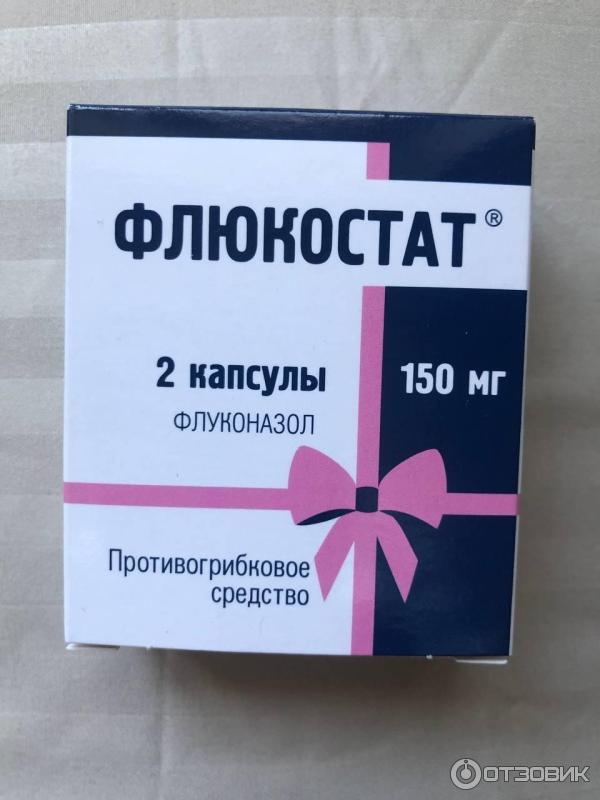 ФЛЮКОСТАТ®
2 капсулы
150 мг
ФЛУКОНАЗОЛ
Противогрибковое
средство
ОТЗОВИК